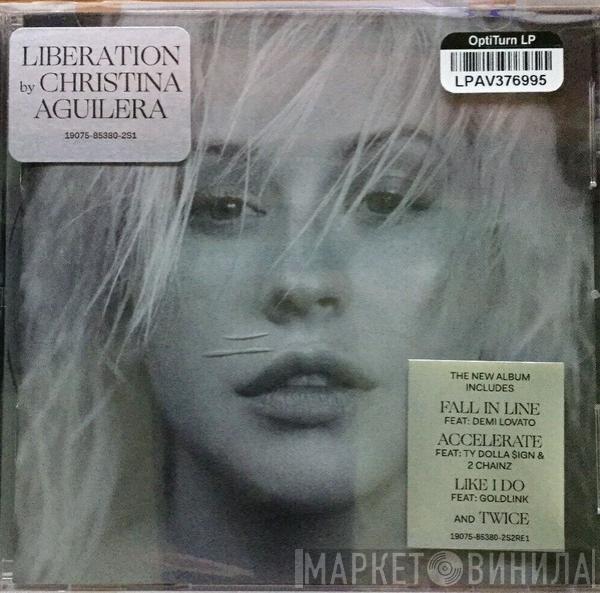 LIBERATION
by CHRISTINA
AGUILERA
19075-85380-2S1
OptiTurn LP
LPAV376995
THE NEW ALBUM
INCLUDES
FALL IN LINE
FEAT: DEMI LOVATO
ACCELERATE
FEAT: TY DOLLA $IGN &
2 CHAINZ
LIKE I DO
FEAT: GOLDLINK
AND TWICE
19075-85380-2S2RE1
МАРКЕТ ВИНИЛА